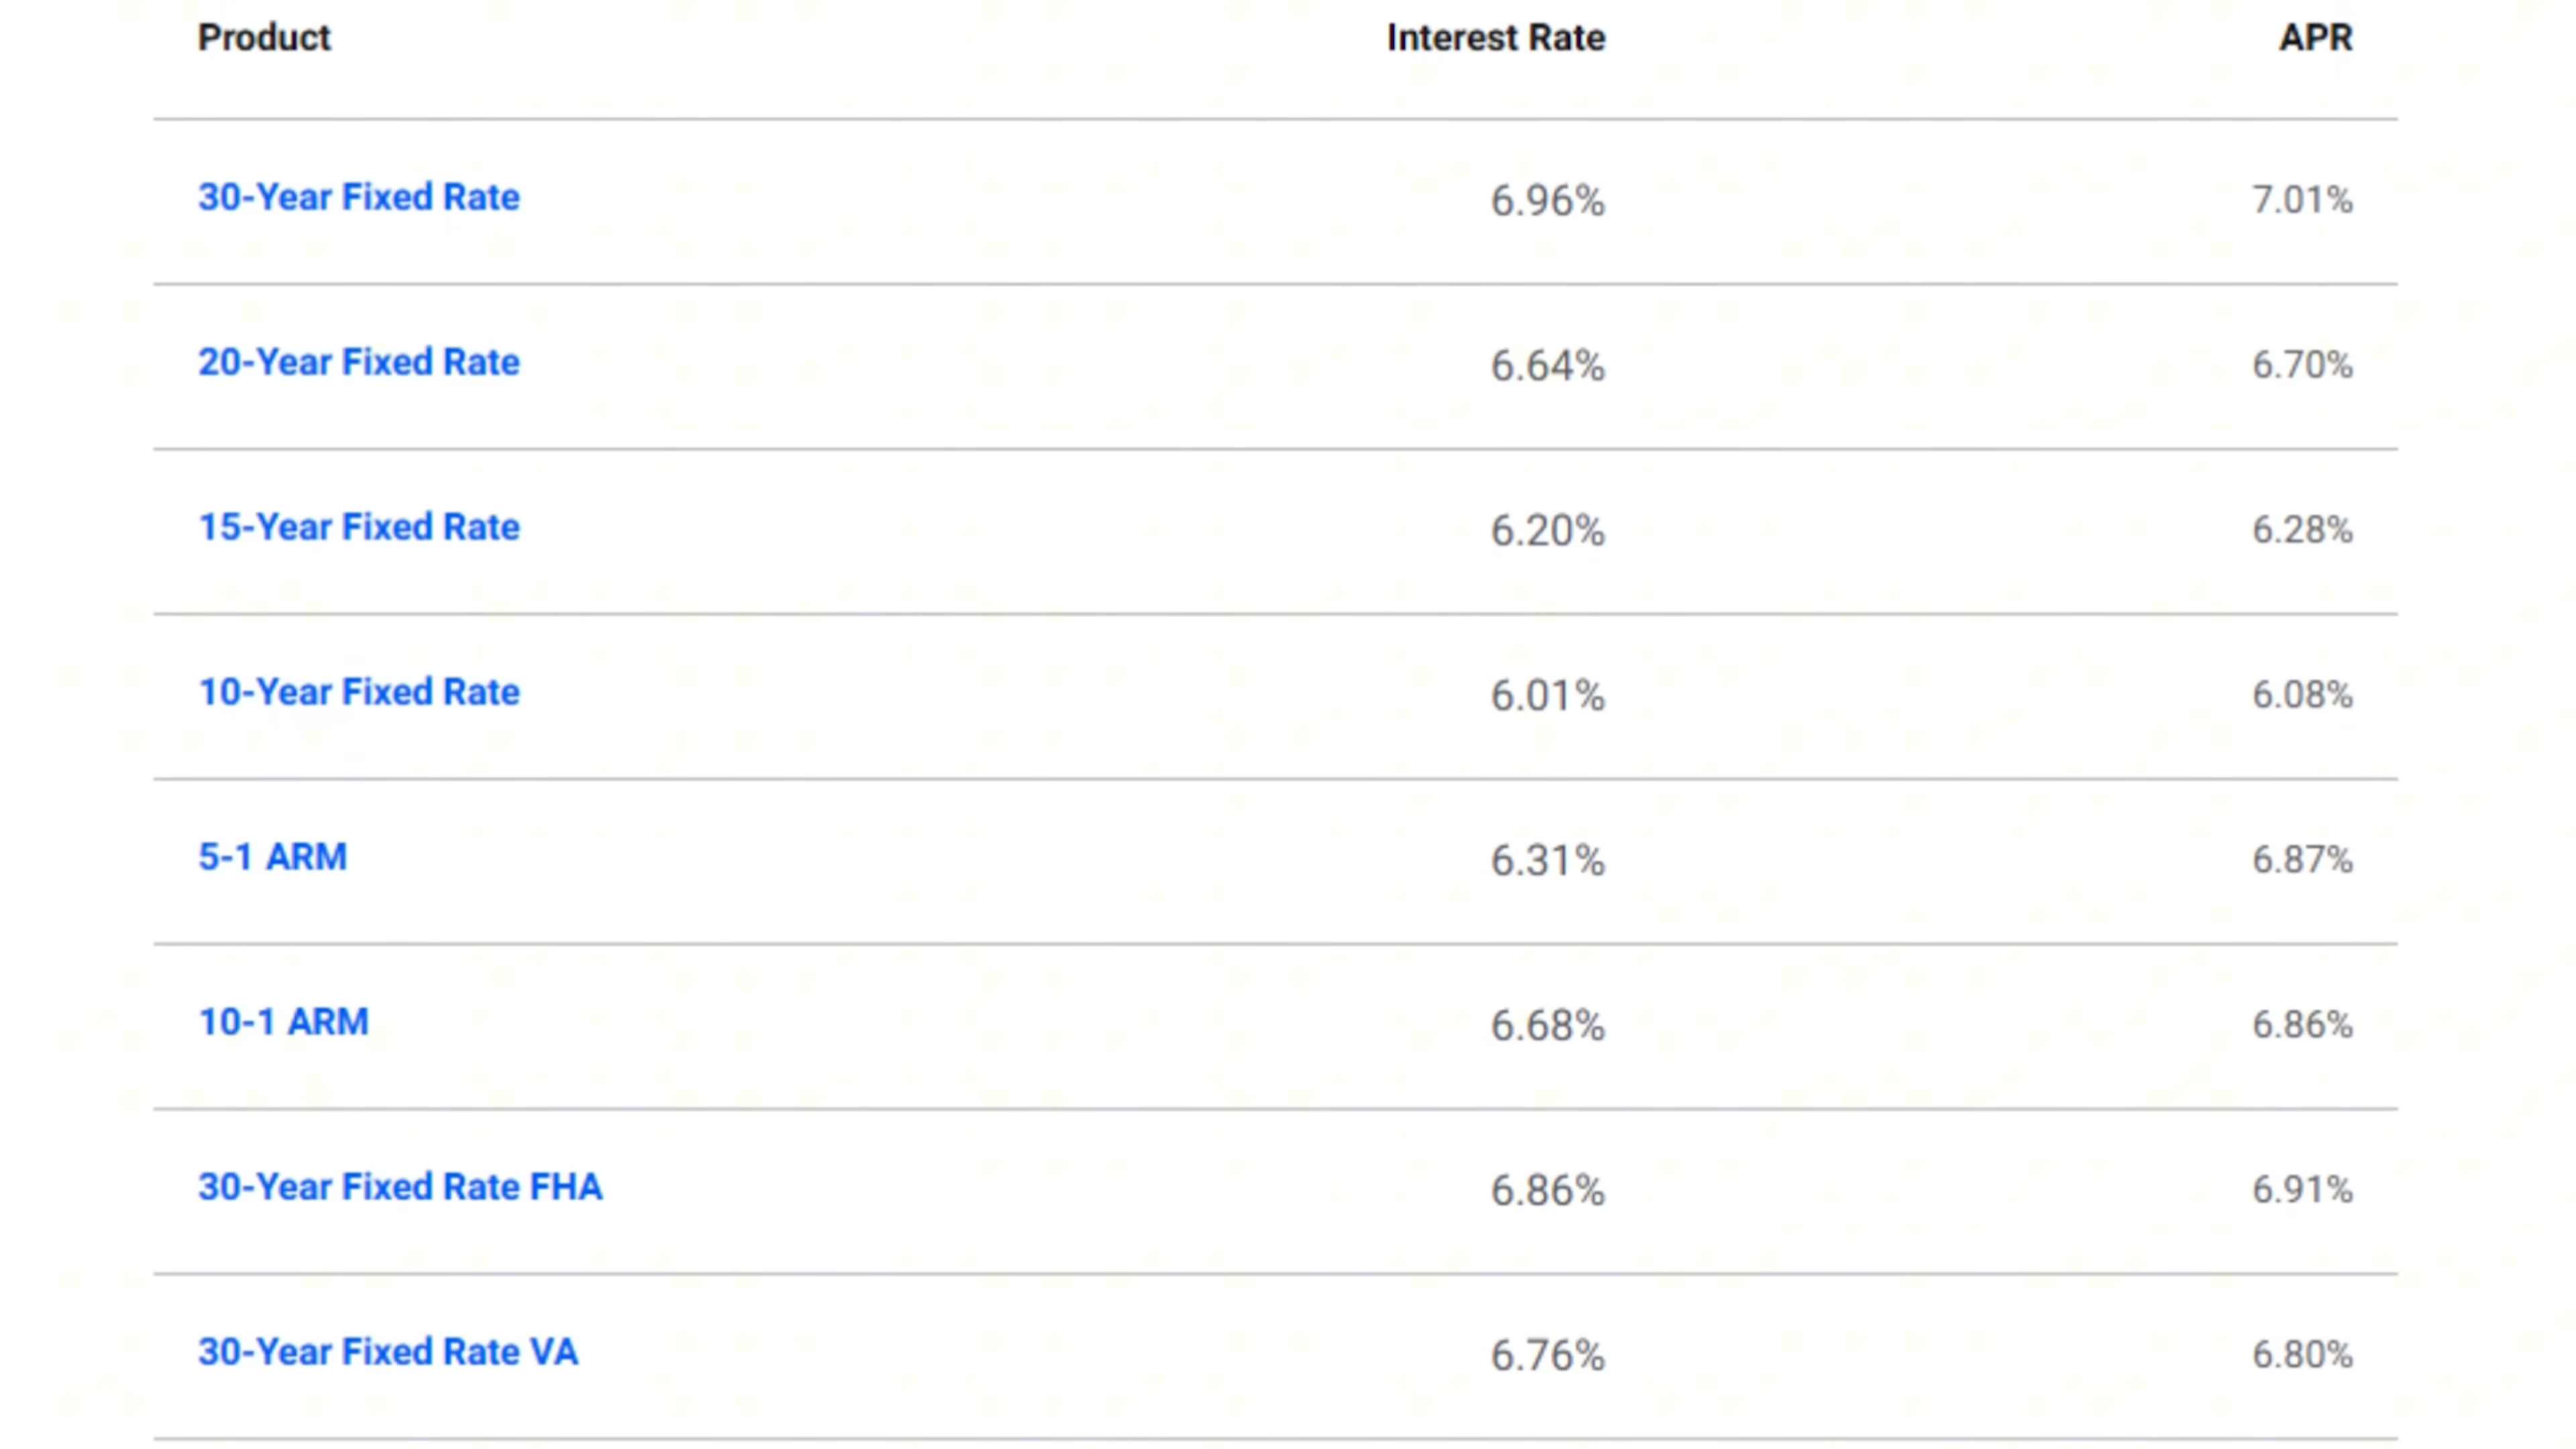 Product Interest Rate APR
30-Year Fixed Rate 6.96% 7.01%
20-Year Fixed Rate 6.64% 6.70%
15-Year Fixed Rate 6.20% 6.28%
10-Year Fixed Rate 6.01% 6.08%
5-1 ARM 6.31% 6.87%
10-1 ARM 6.68% 6.86%
30-Year Fixed Rate FHA 6.86% 6.91%
30-Year Fixed Rate VA 6.76% 6.80%